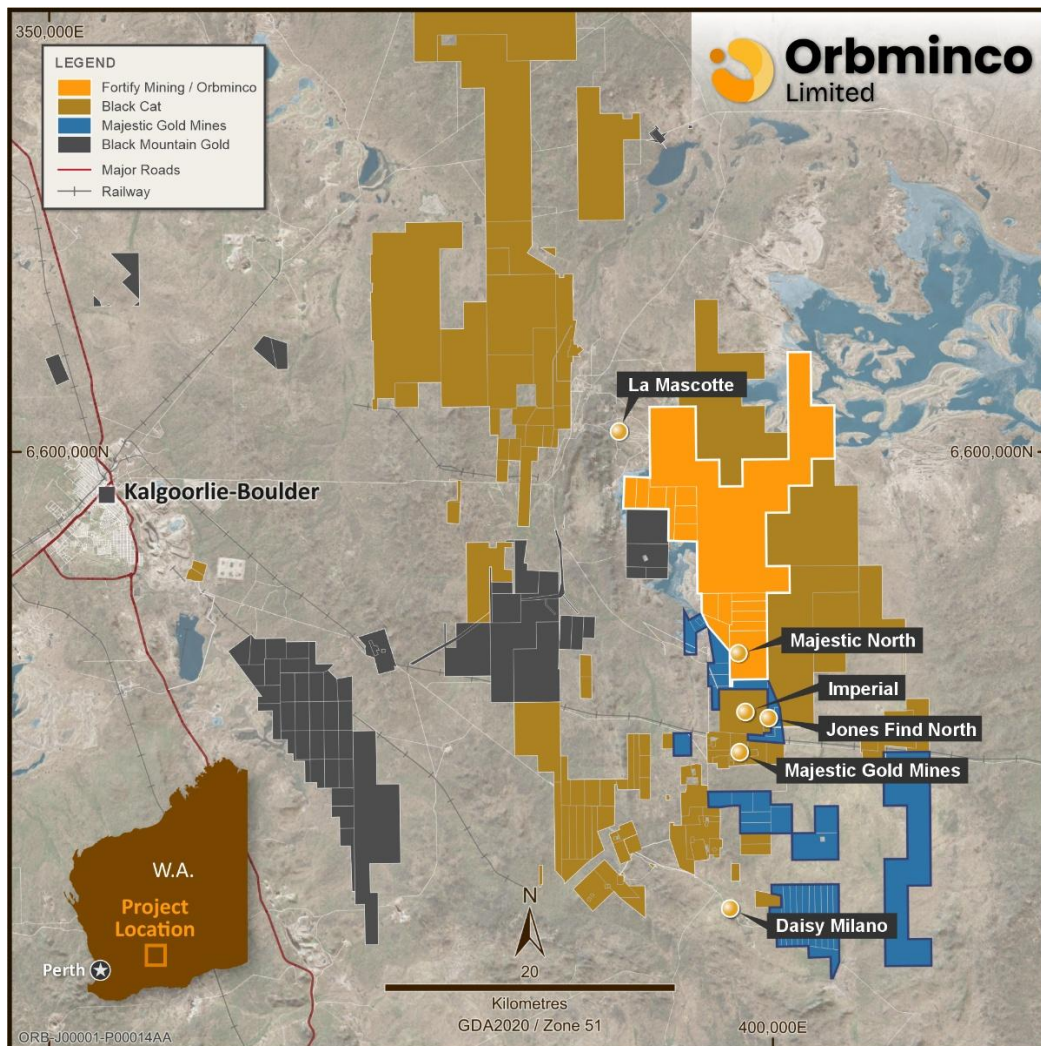 350,000E
LEGEND
Fortify Mining / Orbminco
Black Cat
Majestic Gold Mines
Black Mountain Gold
Major Roads
Railway
Orbminco
Limited
La Mascotte
6,600,000N
6,600,000N
Kalgoorlie-Boulder
Majestic North
Imperial
Jones Find North
Majestic Gold Mines
W.A.
Project
Location
Perth
N
Daisy Milano
20
Kilometres
GDA2020 / Zone 51
400,000E
ORB-J00001-P00014AA